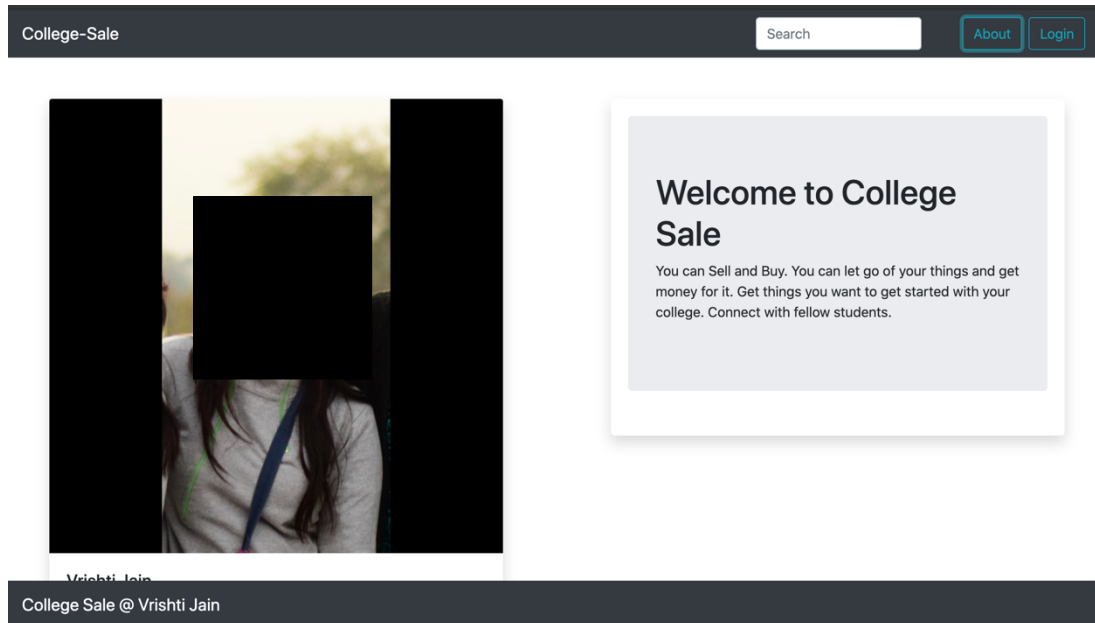 College-Sale
Search
About
Login
Welcome to College
Sale
You can Sell and Buy. You can let go of your things and get
money for it. Get things you want to get started with your
college. Connect with fellow students.
Vrishti Jain
College Sale @ Vrishti Jain